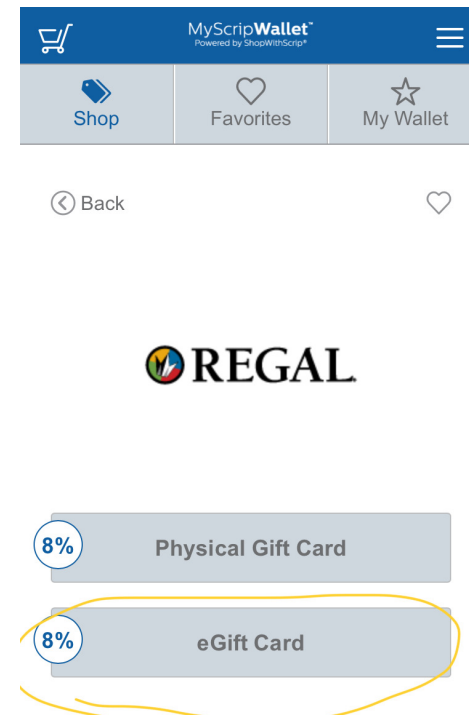 MyScripWallet™
Powered by ShopWithScrip®
Shop
Favorites
My Wallet
Back
REGAL
8%
Physical Gift Card
8%
eGift Card